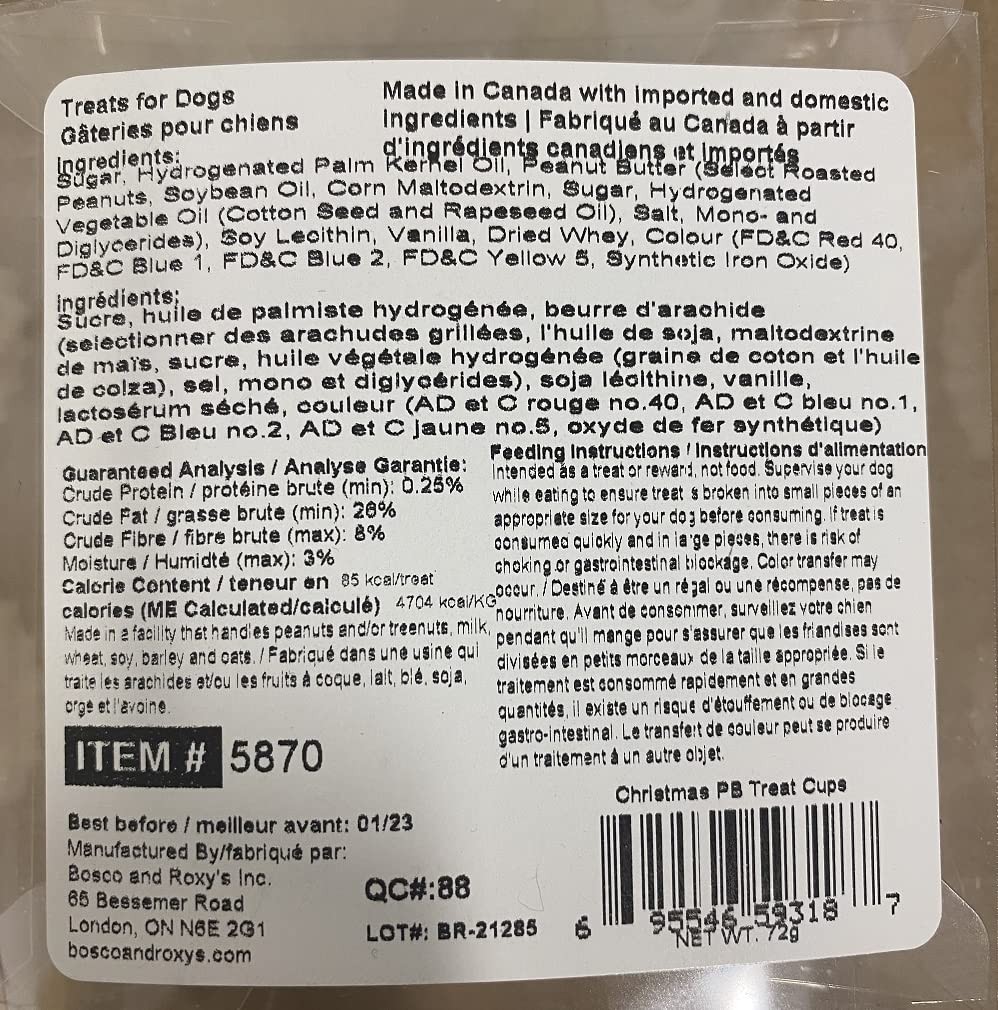 Treats for Dogs
Gâteries pour chiens
Made in Canada with imported and domestic
ingredients | Fabriqué au Canada à partir
d'ingrédients canadiens et importés
Ingredients:
Sugar, Hydrogenated Palm Kernel Oil, Peanut Butter (Select Roasted
Peanuts, Soybean Oil, Corn Maltodextrin, Sugar, Hydrogenated
Vegetable Oil (Cotton Seed and Rapeseed Oil), Salt, Mono- and
Diglycerides), Soy Lecithin, Vanilla, Dried Whey, Colour (FD&C Red 40,
FD&C Blue 1, FD&C Blue 2, FD&C Yellow 5, Synthetic Iron Oxide)
Ingrédients:
Sucre, huile de palmiste hydrogénée, beurre d'arachide
(selectionner des arachudes grillées, l'huile de soja, maltodextrine
de maïs, sucre, huile végétale hydrogénée (graine de coton et l'huile
de colza), sel, mono et diglycérides), soja lécithine, vanille,
lactosérum séché, couleur (AD et C rouge no.40, AD et C bleu no.1,
AD et C Bleu no.2, AD et C jaune no.5, oxyde de fer synthétique)
Guaranteed Analysis / Analyse Garantie:
Crude Protein / protéine brute (min): 0.25%
Crude Fat / grasse brute (min): 26%
Crude Fibre / fibre brute (max): 8%
Moisture / Humidté (max): 3%
Calorie Content / teneur en 85 kcal/treat
calories (ME Calculated/calculé) 4704 kcal/KG
Made in a facility that handles peanuts and/or treenuts, milk,
wheat, soy, barley and oats. / Fabriqué dans une usine qui
traite les arachides et/ou les fruits à coque, lait, blé, soja,
orge et l'avoine.
Feeding Instructions / Instructions d'alimentation
Intended as a treat or reward, not food. Supervise your dog
while eating to ensure treat is broken into small pieces of an
appropriate size for your dog before consuming. If treat is
consumed quickly and in large pieces, there is risk of
choking or gastrointestinal blockage. Color transfer may
occur. / Destiné à être un régal ou une récompense, pas de
nourriture. Avant de consommer, surveillez votre chien
pendant qu'il mange pour s'assurer que les friandises sont
divisées en petits morceaux de la taille appropriée. Si le
traitement est consommé rapidement et en grandes
quantités, il existe un risque d'étouffement ou de blocage
gastro-intestinal. Le transfert de couleur peut se produire
d'un traitement à un autre objet.
ITEM # 5870
Best before / meilleur avant: 01/23
Manufactured By/fabriqué par:
Bosco and Roxy's Inc.
65 Bessemer Road
London, ON N6E 2G1
boscoandroxys.com
QC#:88
LOT#: BR-21285
Christmas PB Treat Cups
6 95546 59318 7
NET WT. 72g